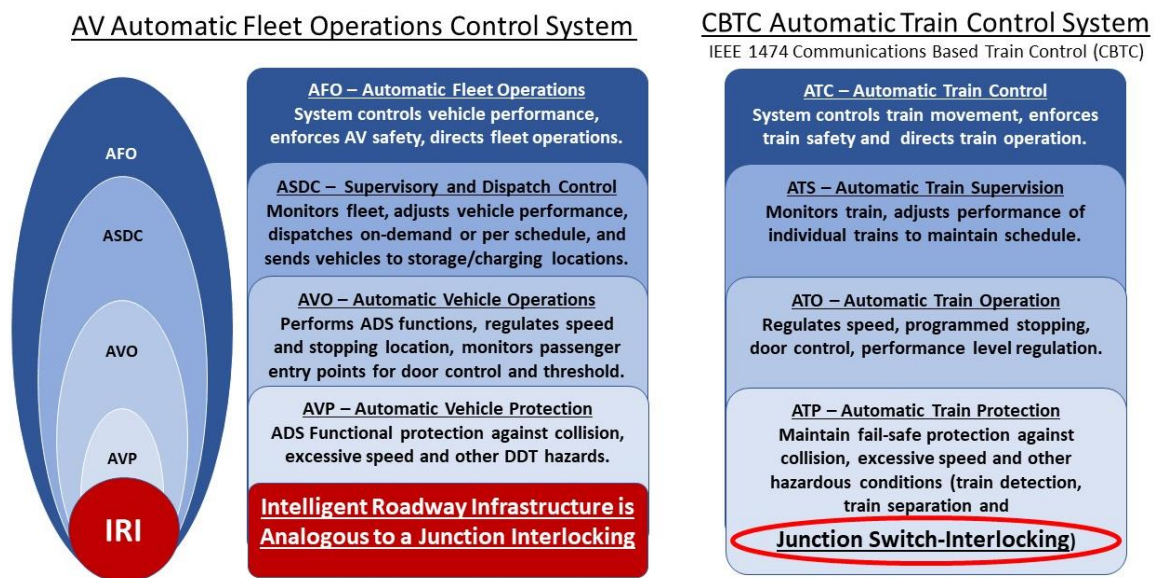 AV Automatic Fleet Operations Control System
AFO
ASDC
AVO
AVP
IRI
AFO – Automatic Fleet Operations
System controls vehicle performance,
enforces AV safety, directs fleet operations.
ASDC – Supervisory and Dispatch Control
Monitors fleet, adjusts vehicle performance,
dispatches on-demand or per schedule, and
sends vehicles to storage/charging locations.
AVO – Automatic Vehicle Operations
Performs ADS functions, regulates speed
and stopping location, monitors passenger
entry points for door control and threshold.
AVP – Automatic Vehicle Protection
ADS Functional protection against collision,
excessive speed and other DDT hazards.
Intelligent Roadway Infrastructure is
Analogous to a Junction Interlocking
CBTC Automatic Train Control System
IEEE 1474 Communications Based Train Control (CBTC)
ATC – Automatic Train Control
System controls train movement, enforces
train safety and directs train operation.
ATS – Automatic Train Supervision
Monitors train, adjusts performance of
individual trains to maintain schedule.
ATO – Automatic Train Operation
Regulates speed, programmed stopping,
door control, performance level regulation.
ATP – Automatic Train Protection
Maintain fail-safe protection against
collision, excessive speed and other
hazardous conditions (train detection,
train separation and
Junction Switch-Interlocking)